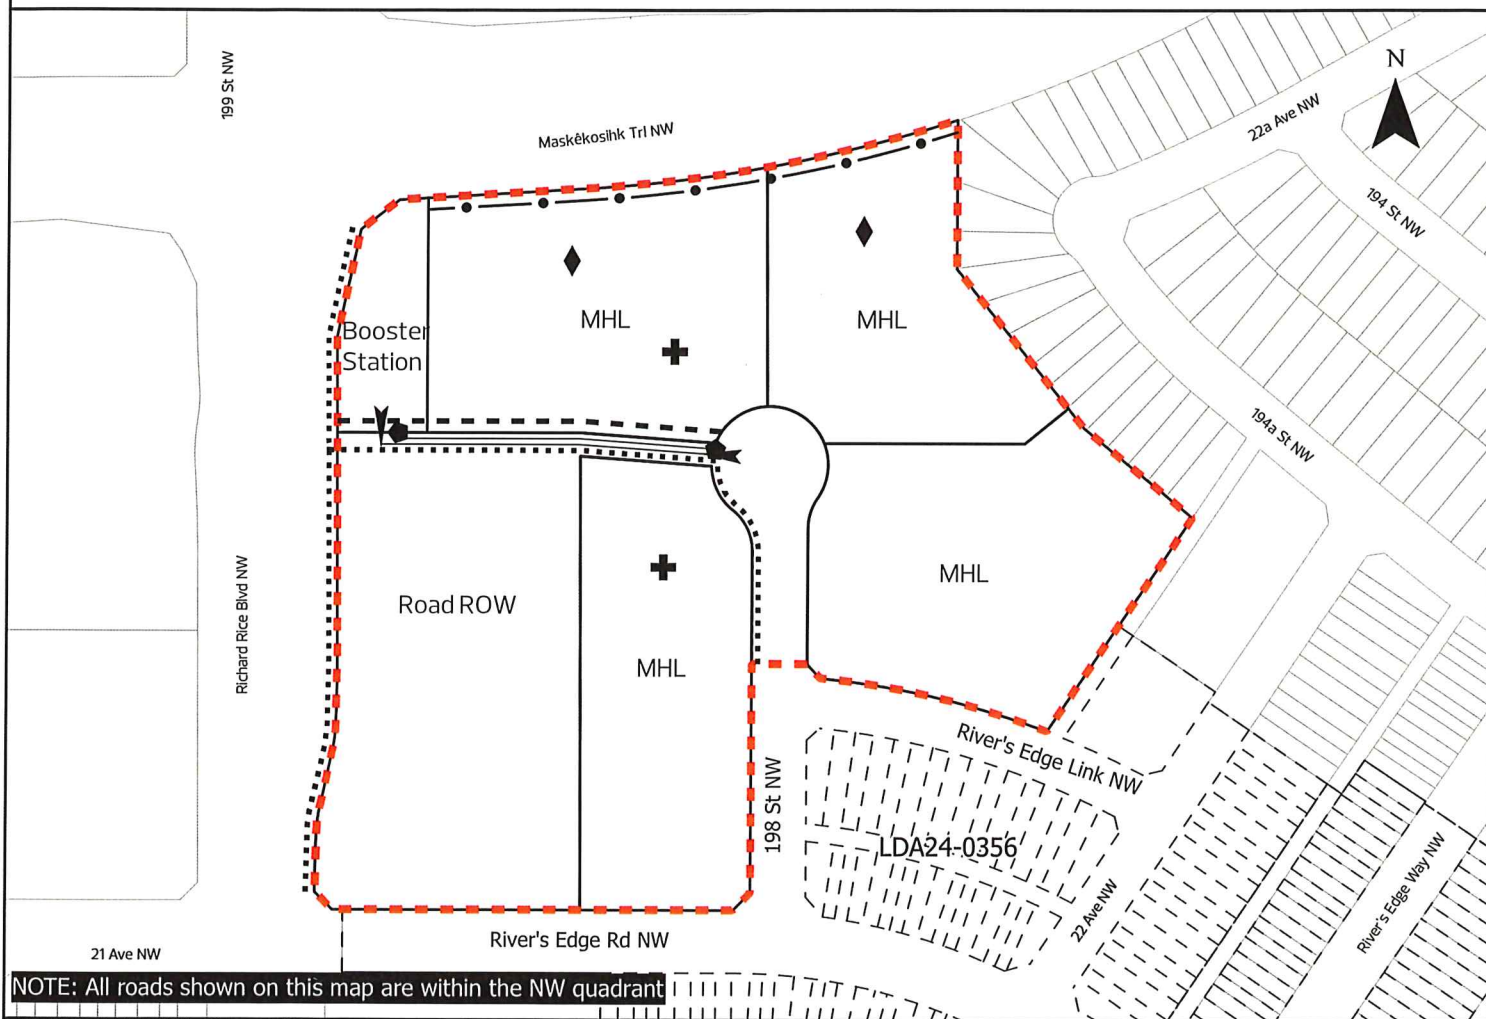 N
199 St NW
Maskêkosihk Trl NW
22a Ave NW
194 St NW
Booster
Station
MHL
MHL
194a St NW
Richard Rice Blvd NW
Road ROW
MHL
MHL
River's Edge Link NW
198 St NW
LDA24-0356
22 Ave NW
River's Edge Way NW
River's Edge Rd NW
21 Ave NW
NOTE: All roads shown on this map are within the NW quadrant